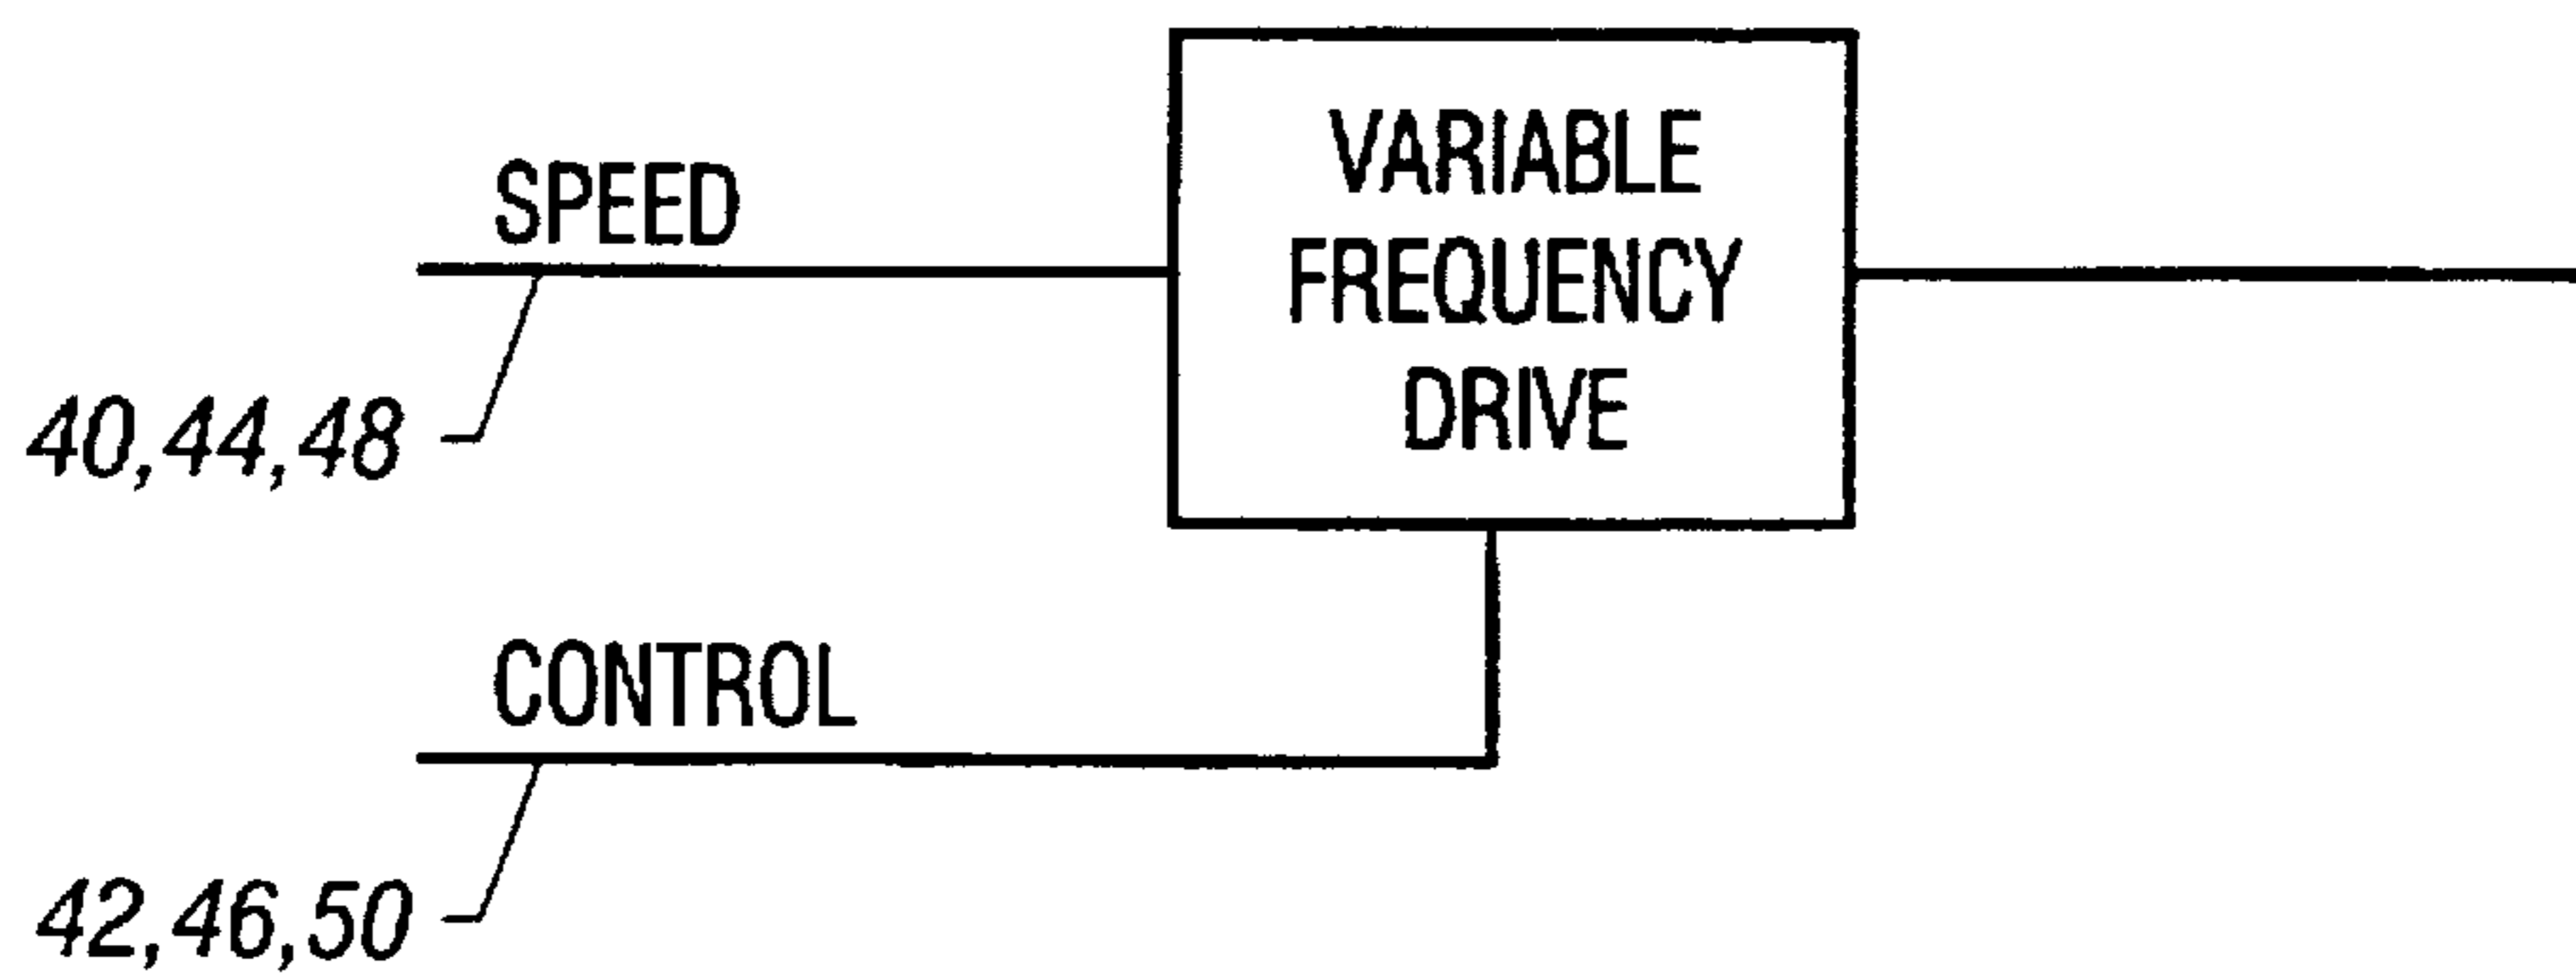 VARIABLE
FREQUENCY
DRIVE
SPEED
40,44,48
CONTROL
42,46,50